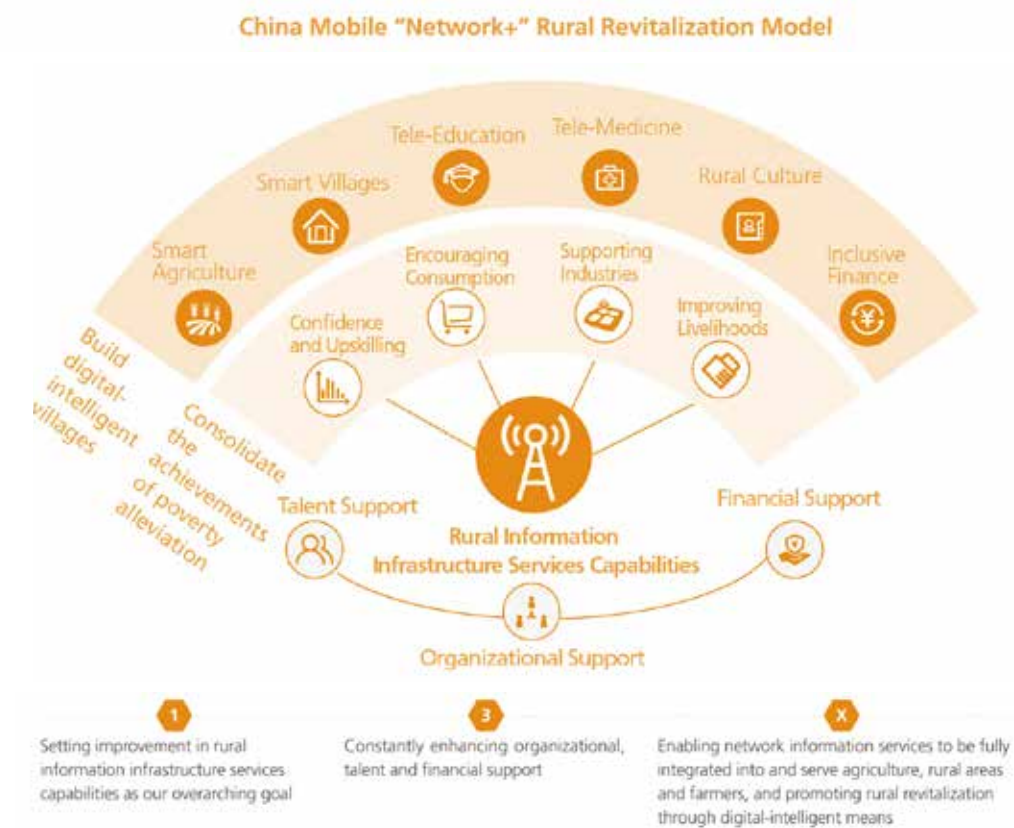 China Mobile “Network+” Rural Revitalization Model
Tele-Education
Tele-Medicine
Smart Villages
Rural Culture
Smart
Agriculture
Inclusive
Finance
Encouraging
Consumption
Supporting
Industries
Confidence
and Upskilling
Improving
Livelihoods
Build
digital-
intelligent
villages
Consolidate
the
achievements
of poverty
alleviation
Talent Support
Financial Support
Rural Information
Infrastructure Services Capabilities
Organizational Support
1
Setting improvement in rural
information infrastructure services
capabilities as our overarching goal
3
Constantly enhancing organizational,
talent and financial support
X
Enabling network information services to be fully
integrated into and serve agriculture, rural areas
and farmers, and promoting rural revitalization
through digital-intelligent means